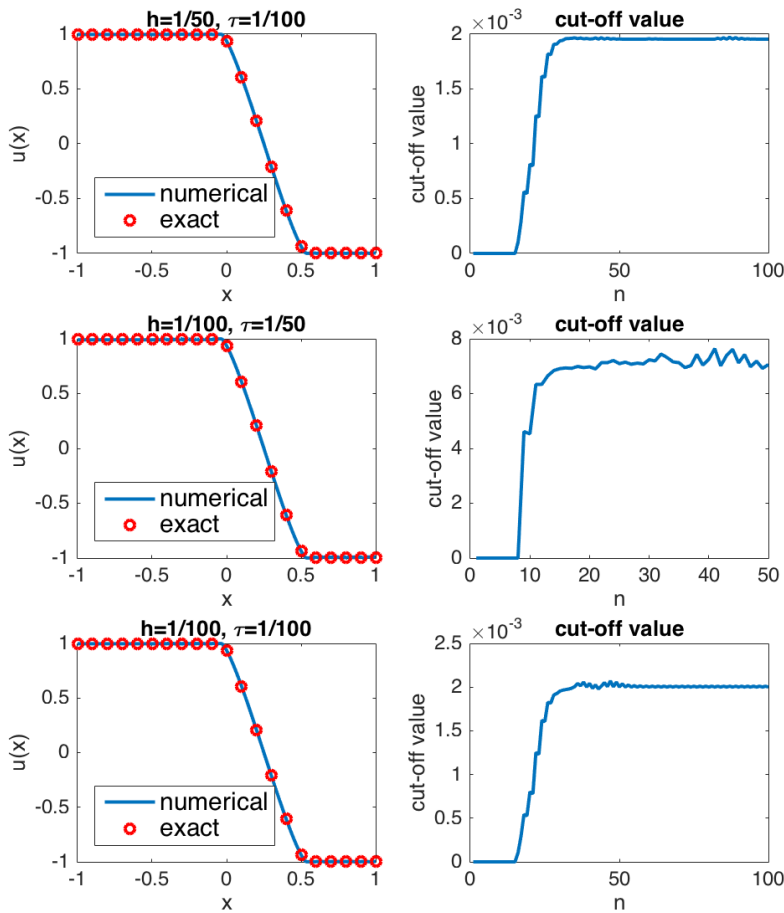 h=1/50, τ=1/100
1
0.5
0
-0.5
-1
-1
-0.5
0
0.5
1
u(x)
x
numerical
exact
cut-off value
×10⁻³
2
1.5
1
0.5
0
0
50
100
cut-off value
n
h=1/100, τ=1/50
1
0.5
0
-0.5
-1
-1
-0.5
0
0.5
1
u(x)
x
numerical
exact
cut-off value
×10⁻³
8
6
4
2
0
0
10
20
30
40
50
cut-off value
n
h=1/100, τ=1/100
1
0.5
0
-0.5
-1
-1
-0.5
0
0.5
1
u(x)
x
numerical
exact
cut-off value
×10⁻³
2.5
2
1.5
1
0.5
0
0
50
100
cut-off value
n